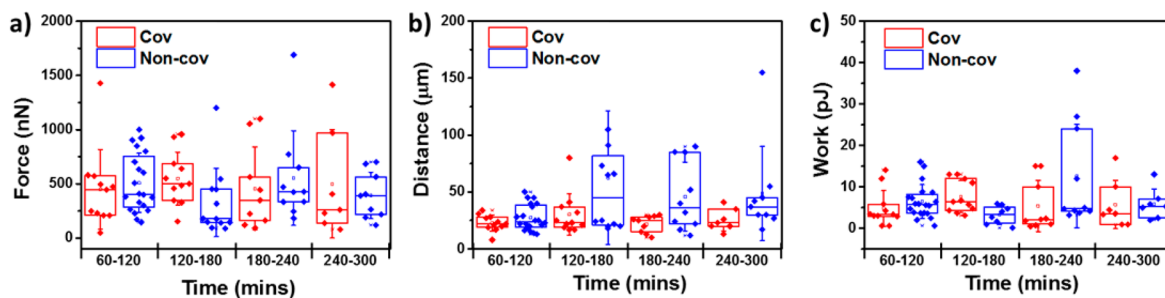 a)
Force (nN)
2000
1500
1000
500
0
Cov
Non-cov
60-120 120-180 180-240 240-300
Time (mins)
b)
Distance (μm)
200
150
100
50
0
Cov
Non-cov
60-120 120-180 180-240 240-300
Time (mins)
c)
Work (pJ)
50
40
30
20
10
0
Cov
Non-cov
60-120 120-180 180-240 240-300
Time (mins)